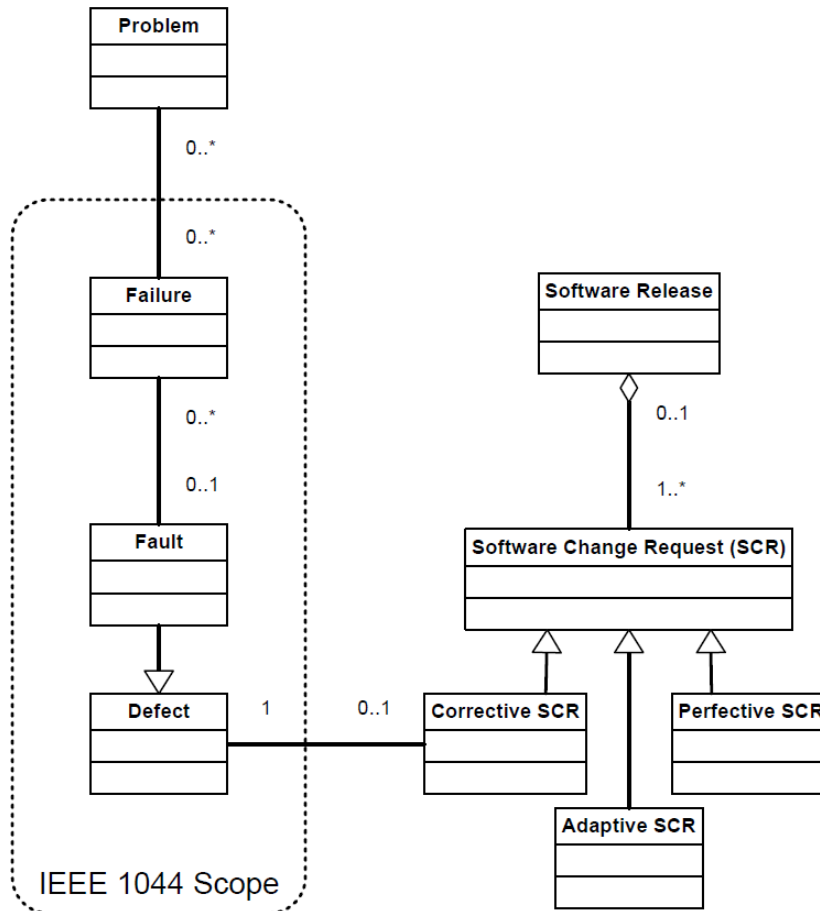 Problem
0..*
0..*
Failure
Software Release
0..*
0..1
0..1
1..*
Fault
Software Change Request (SCR)
Defect
1
0..1
Corrective SCR
Perfective SCR
Adaptive SCR
IEEE 1044 Scope